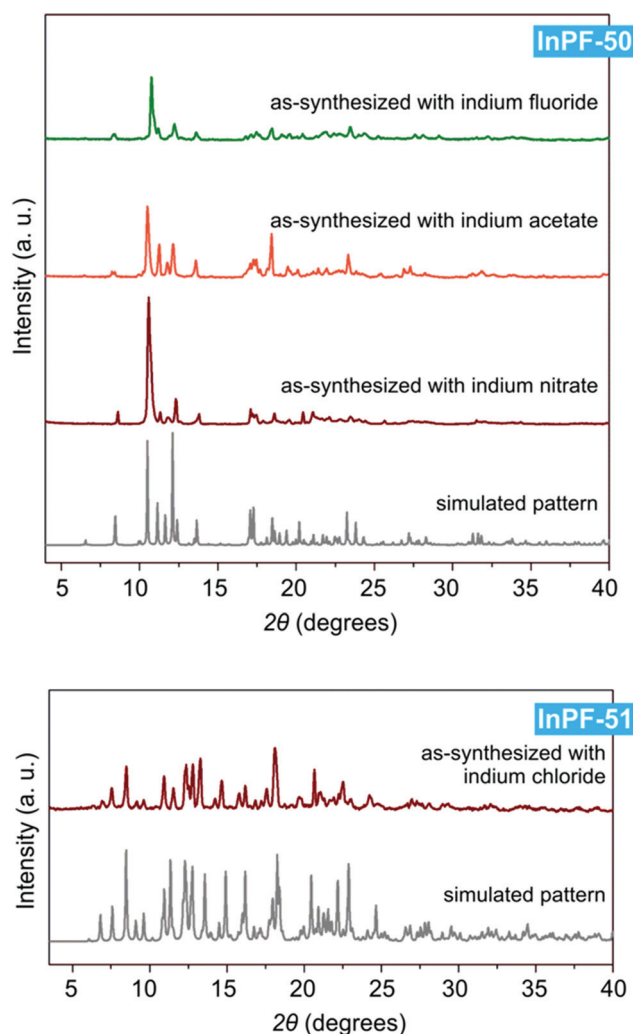 InPF-50
as-synthesized with indium fluoride
as-synthesized with indium acetate
as-synthesized with indium nitrate
simulated pattern
Intensity (a. u.)
5 10 15 20 25 30 35 40
2θ (degrees)
InPF-51
as-synthesized with
indium chloride
simulated pattern
Intensity (a. u.)
5 10 15 20 25 30 35 40
2θ (degrees)